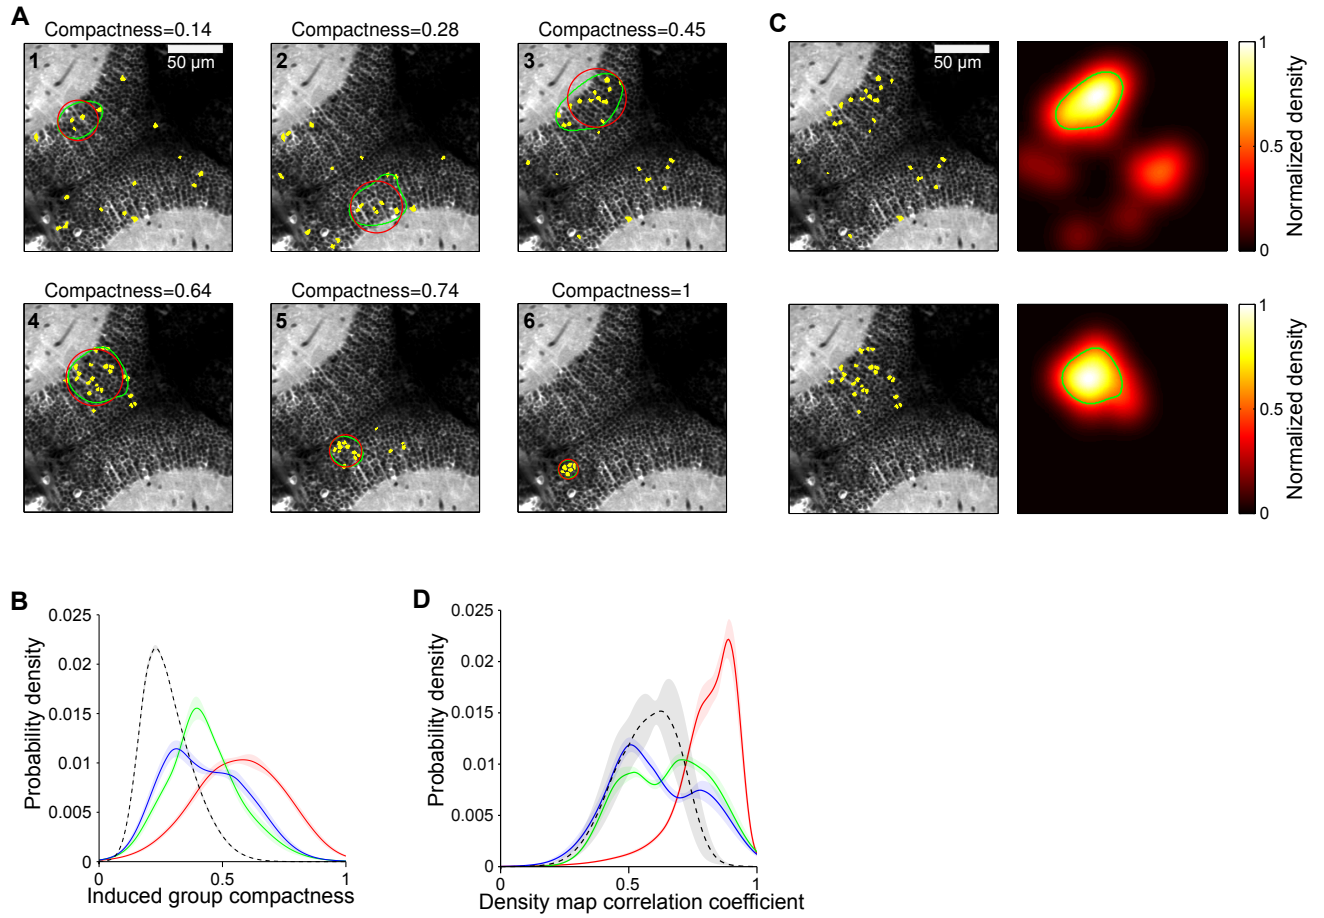 A
Compactness=0.14
Compactness=0.28
Compactness=0.45
1
50 µm
2
3
Compactness=0.64
Compactness=0.74
Compactness=1
4
5
6
C
50 µm
1
0.5
0
Normalized density
1
0.5
0
Normalized density
B
0.025
0.02
0.015
0.01
0.005
0
Probability density
0
0.5
1
Induced group compactness
D
0.025
0.02
0.015
0.01
0.005
0
Probability density
0
0.5
1
Density map correlation coefficient